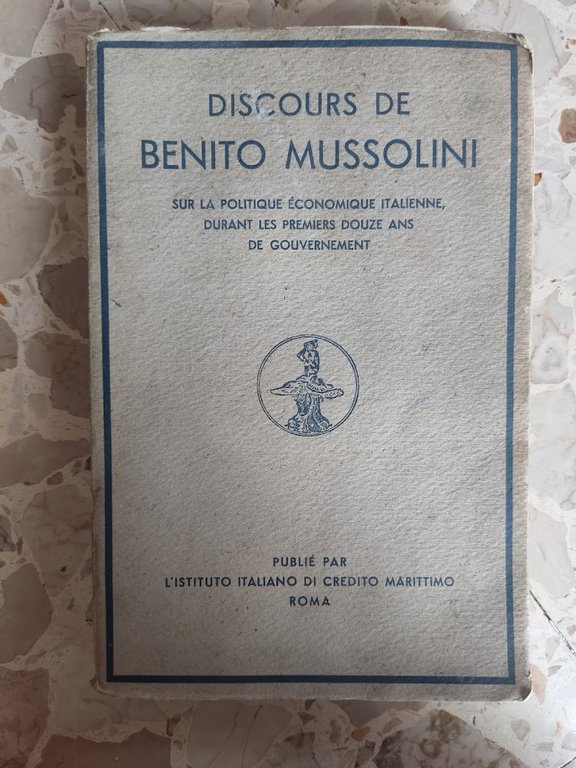 DISCOURS DE
BENITO MUSSOLINI
SUR LA POLITIQUE ÉCONOMIQUE ITALIENNE,
DURANT LES PREMIERS DOUZE ANS
DE GOUVERNEMENT
PUBLIÉ PAR
L'ISTITUTO ITALIANO DI CREDITO MARITTIMO
ROMA